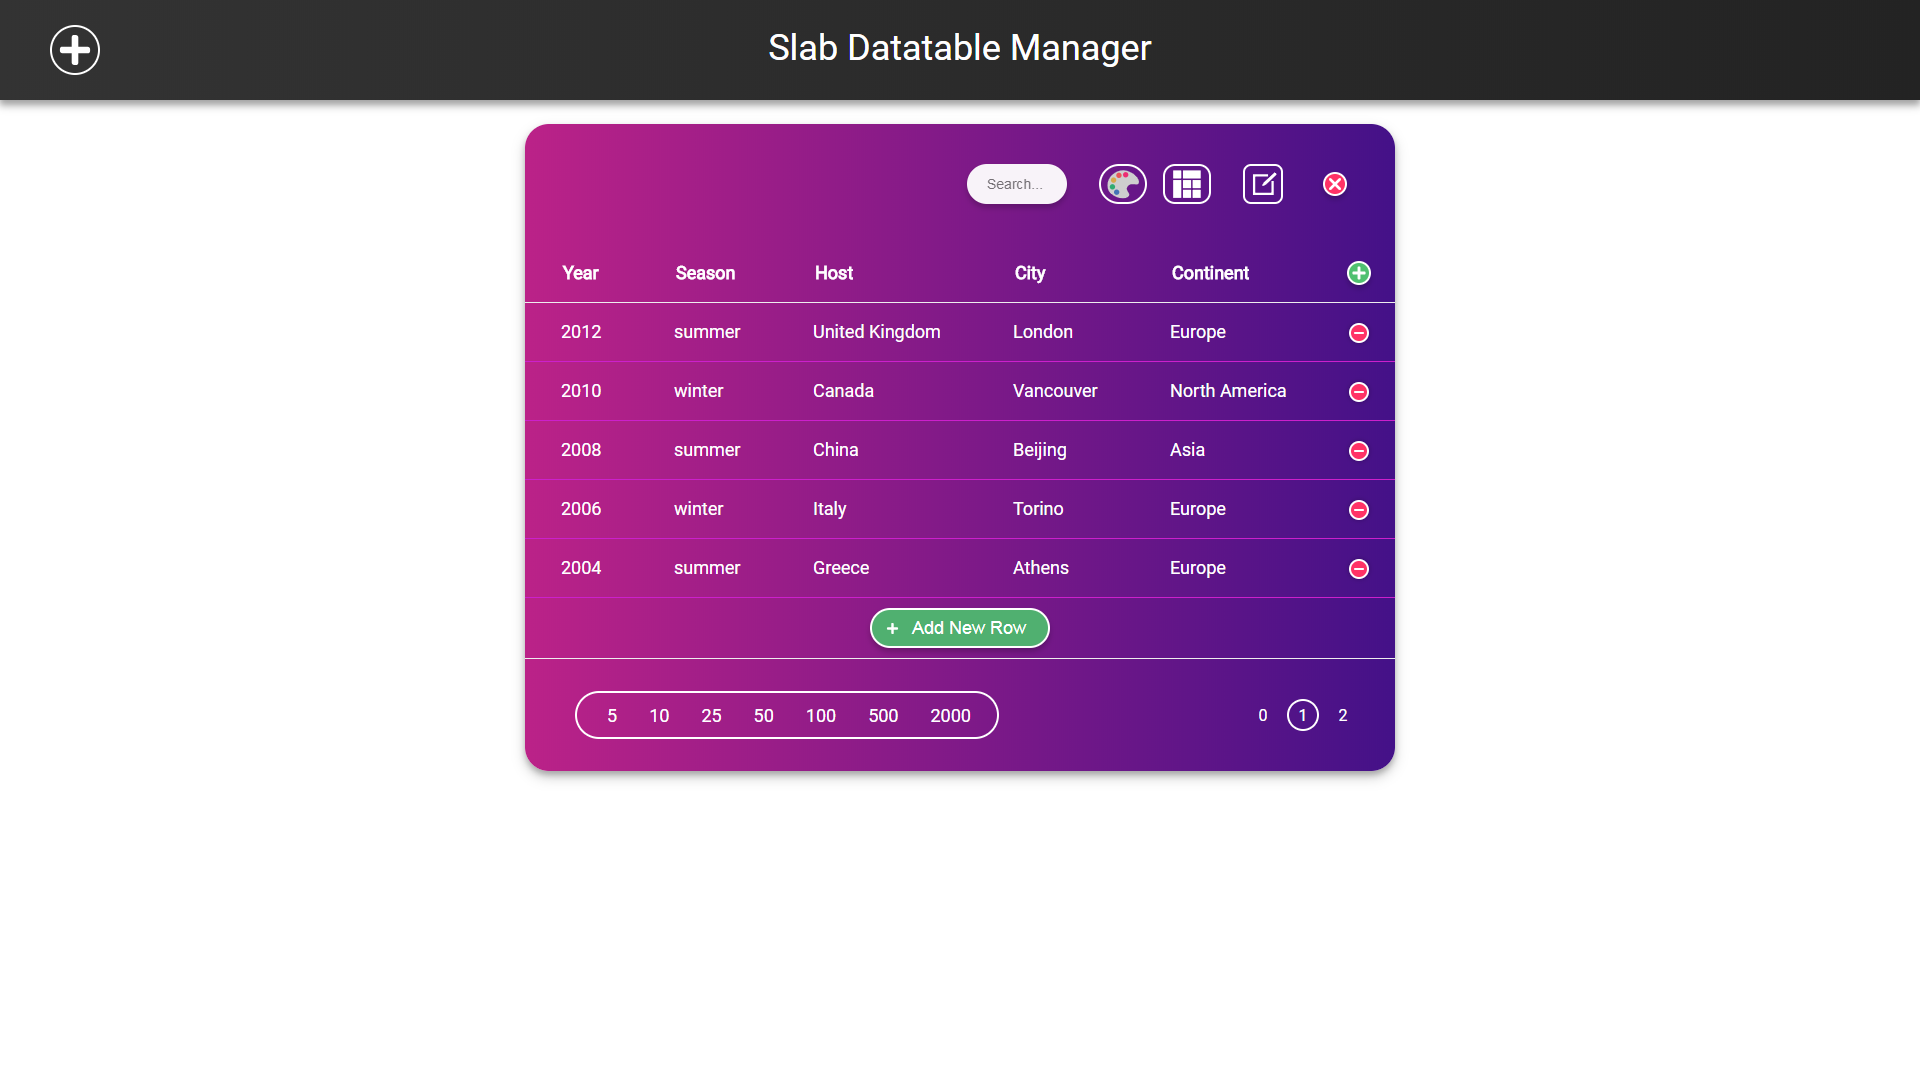 Slab Datatable Manager
Search...
Year Season Host City Continent
2012 summer United Kingdom London Europe
2010 winter Canada Vancouver North America
2008 summer China Beijing Asia
2006 winter Italy Torino Europe
2004 summer Greece Athens Europe
Add New Row
5 10 25 50 100 500 2000 0 1 2